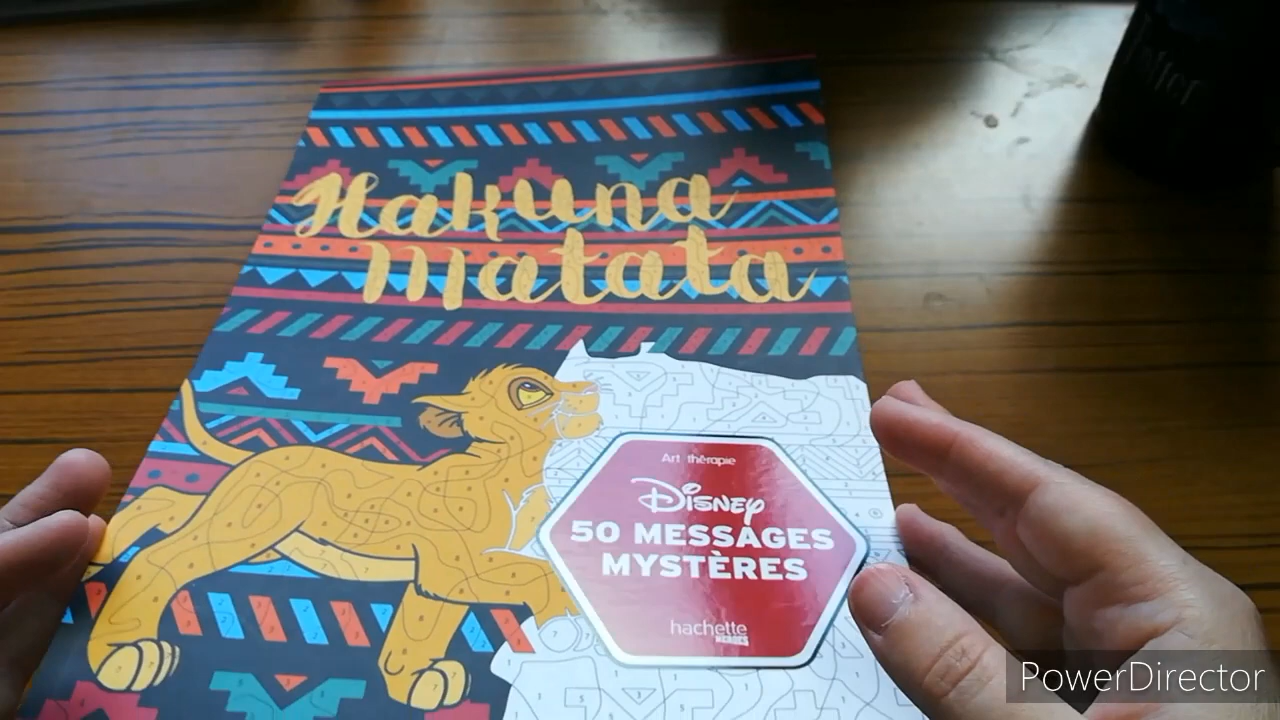 Hakuna
Matata
Art thérapie
Disney
50 MESSAGES
MYSTÈRES
hachette
PowerDirector